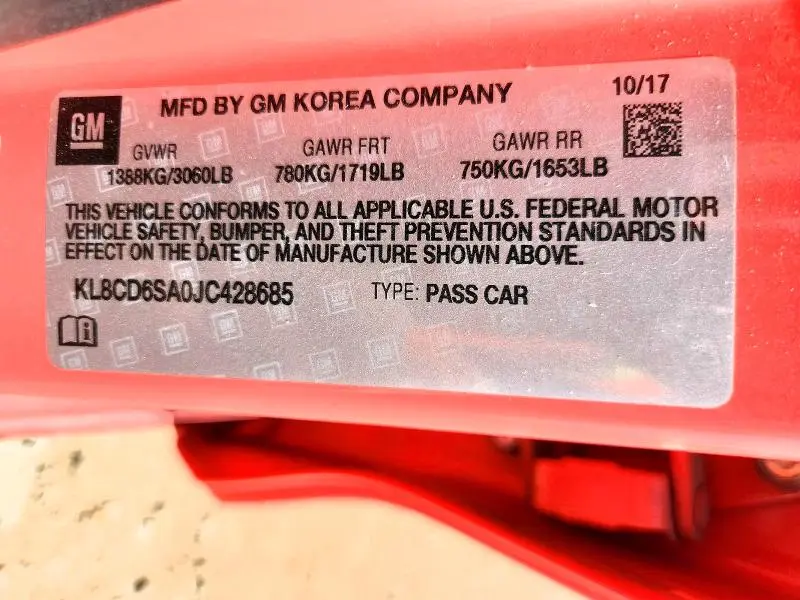 GM
MFD BY GM KOREA COMPANY
10/17
GVWR GAWR FRT GAWR RR
1388KG/3060LB 780KG/1719LB 750KG/1653LB
THIS VEHICLE CONFORMS TO ALL APPLICABLE U.S. FEDERAL MOTOR
VEHICLE SAFETY, BUMPER, AND THEFT PREVENTION STANDARDS IN
EFFECT ON THE DATE OF MANUFACTURE SHOWN ABOVE.
KL8CD6SA0JC428685 TYPE: PASS CAR